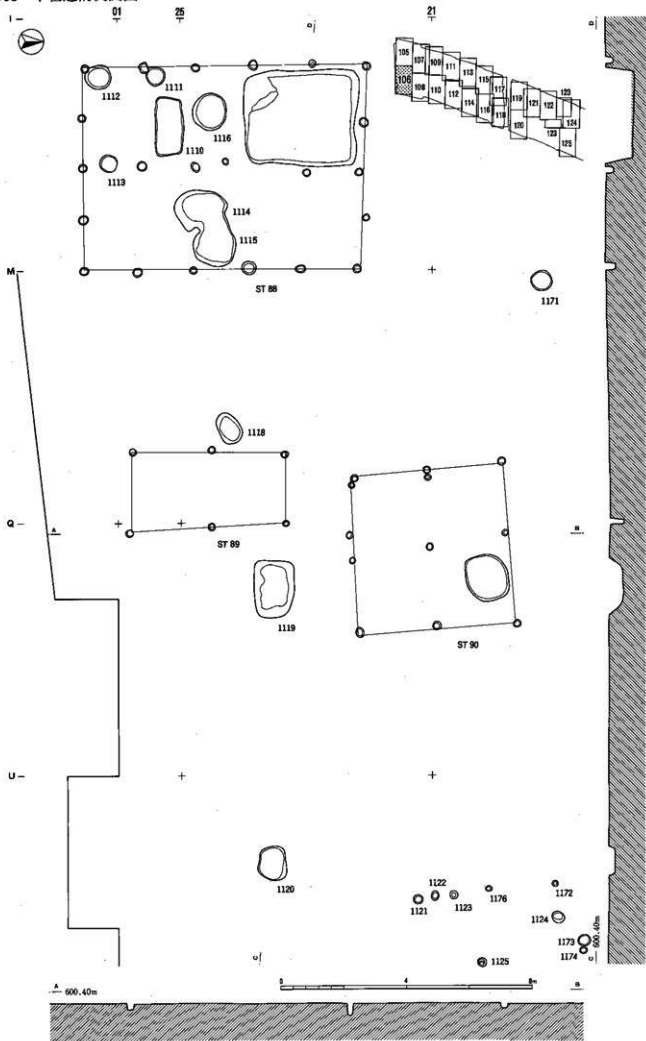 I 01 25 21 D
105 107 109 111 113 115 117 119 121 122 123 124
106 108 110 112 114 116 118 120 123 125
1112 1111
1116
1110
1113
1114
1115
M
ST 88
1171
1118
Q A B
ST 89
1119
ST 90
U
1120
1122 1176 1172
1121 1123 1124
1173
1174
C 1125 C 600.40m
0 4 8m
A 600.40m B